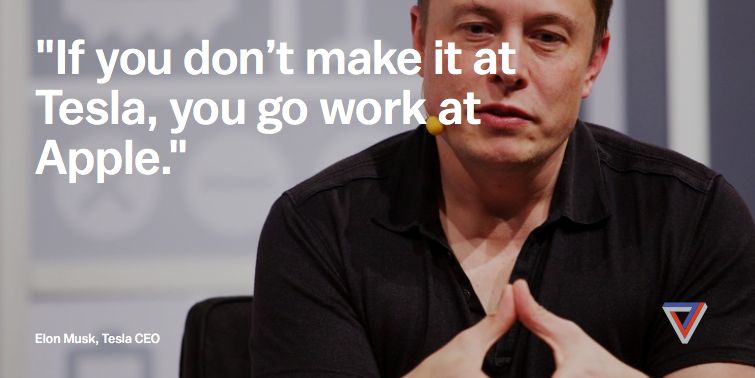 "If you don’t make it at
Tesla, you go work at
Apple."
Elon Musk, Tesla CEO